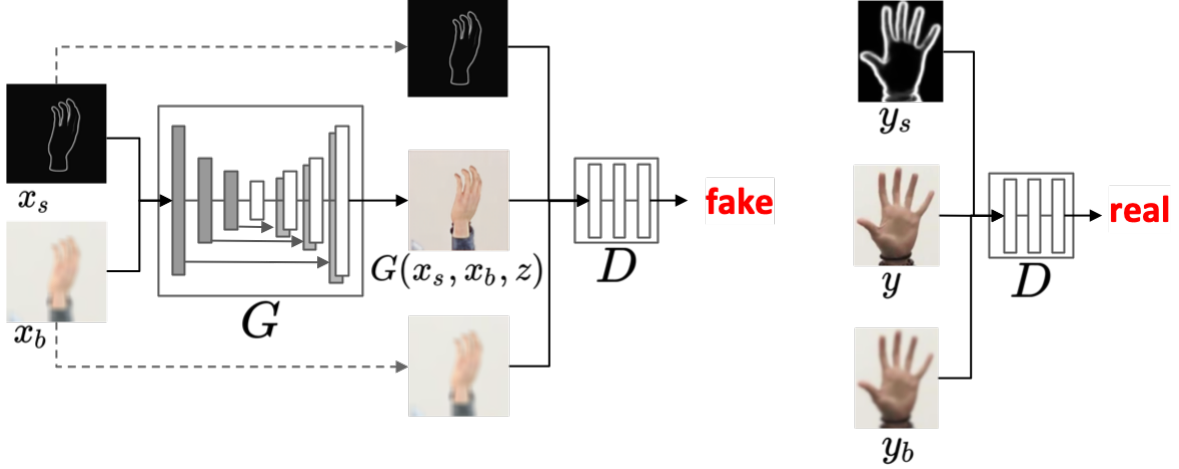 x_s
x_b
G
G(x_s, x_b, z)
D
fake
y_s
y
y_b
D
real